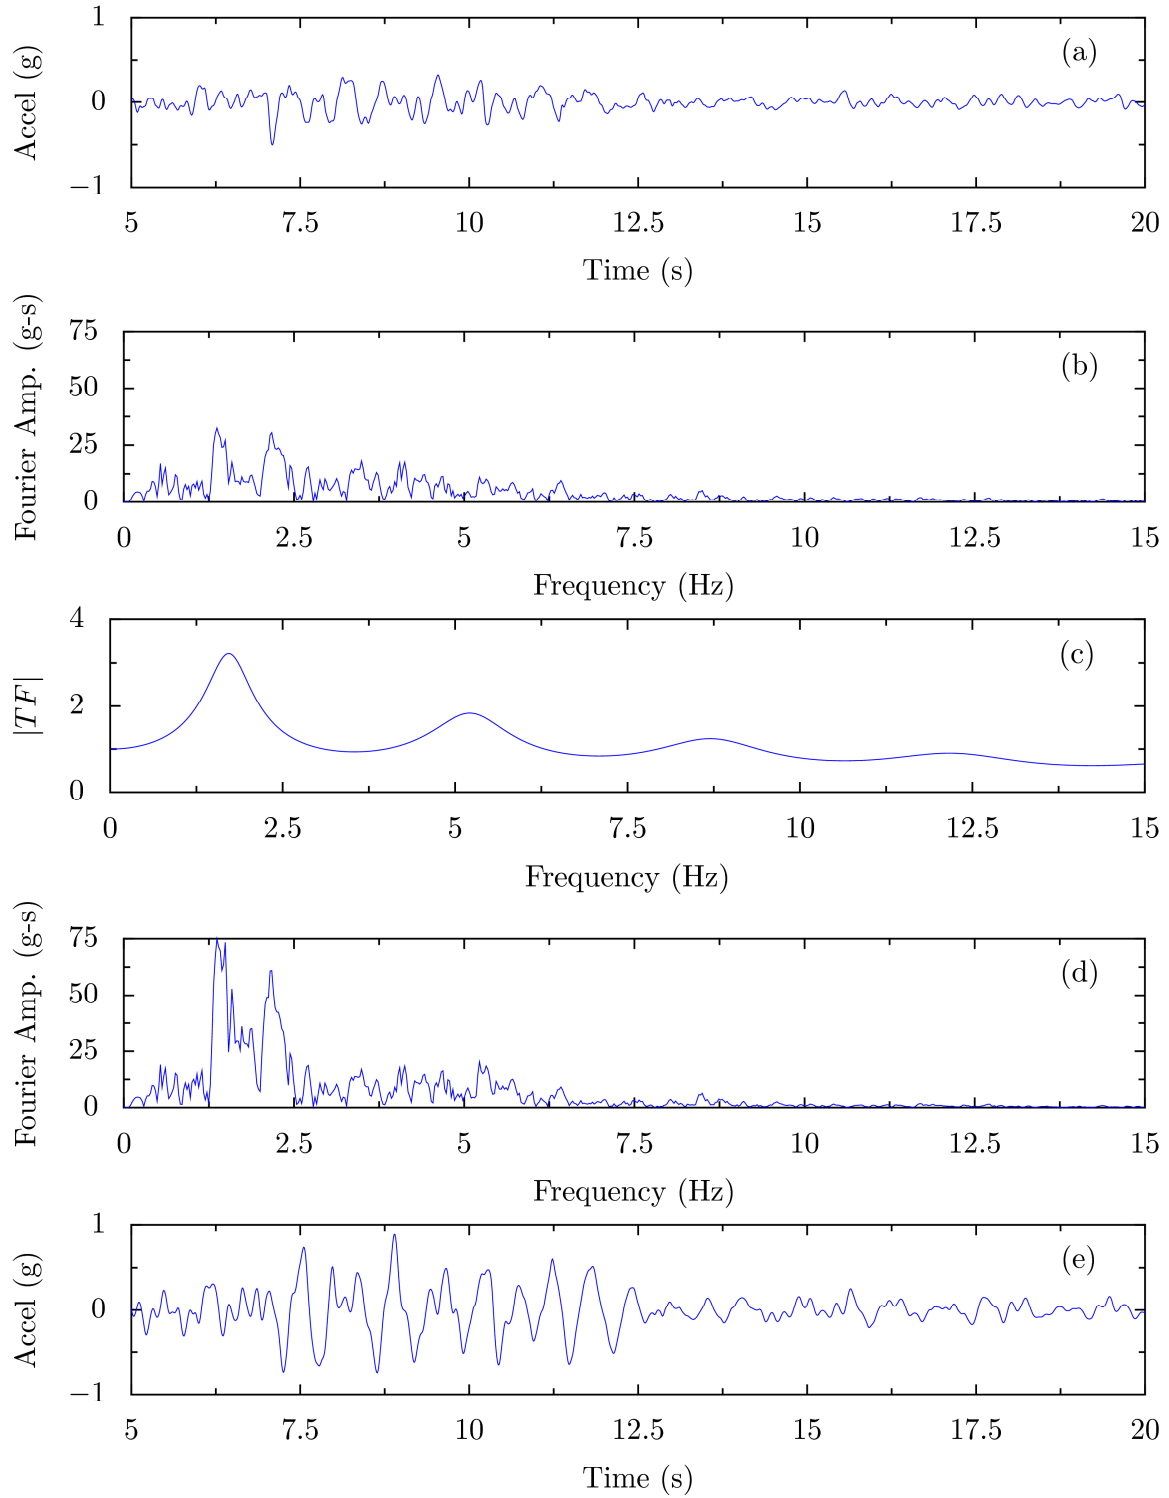 1
(a)
Accel (g)
0
−1
5 7.5 10 12.5 15 17.5 20
Time (s)
75
(b)
50
Fourier Amp. (g-s)
25
0
0 2.5 5 7.5 10 12.5 15
Frequency (Hz)
4
(c)
|TF|
2
0
0 2.5 5 7.5 10 12.5 15
Frequency (Hz)
75
(d)
50
Fourier Amp. (g-s)
25
0
0 2.5 5 7.5 10 12.5 15
Frequency (Hz)
1
(e)
Accel (g)
0
−1
5 7.5 10 12.5 15 17.5 20
Time (s)